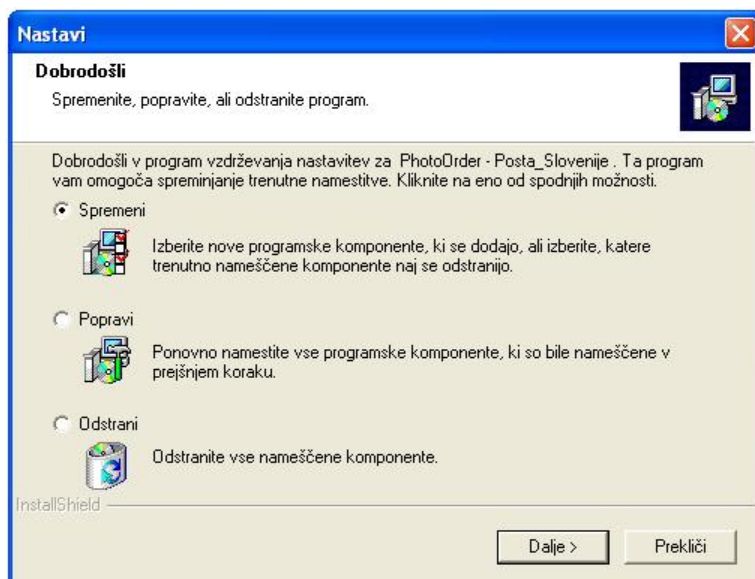 Nastavi
Dobrodošli
Spremenite, popravite, ali odstranite program.
Dobrodošli v program vzdrževanja nastavitev za PhotoOrder - Posta_Slovenije . Ta program
vam omogoča spreminjanje trenutne namestitve. Kliknite na eno od spodnjih možnosti.
Spremeni
Izberite nove programske komponente, ki se dodajo, ali izberite, katere
trenutno nameščene komponente naj se odstranijo.
Popravi
Ponovno namestite vse programske komponente, ki so bile nameščene v
prejšnjem koraku.
Odstrani
Odstranite vse nameščene komponente.
InstallShield
Dalje >
Prekliči